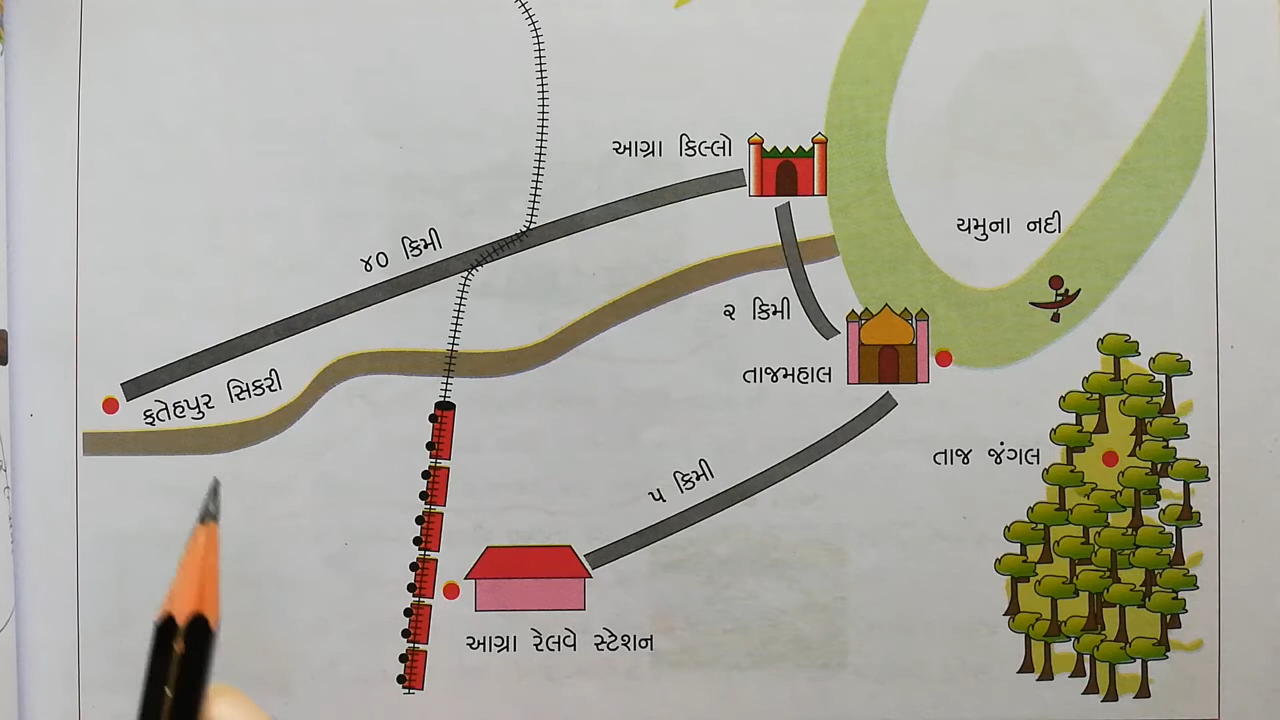 આગ્રા કિલ્લો
યમુના નદી
૪૦ કિમી
૨ કિમી
તાજમહાલ
ફતેહપુર સિકરી
તાજ જંગલ
૫ કિમી
આગ્રા રેલવે સ્ટેશન